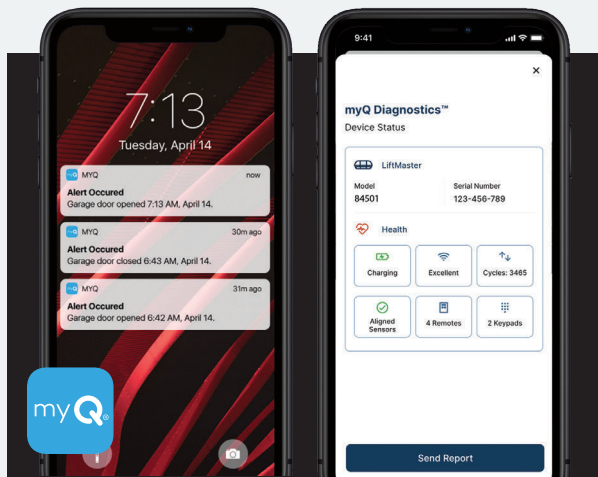 7:13
Tuesday, April 14
myQ MYQ now
Alert Occured
Garage door opened 7:13 AM, April 14.
myQ MYQ 30m ago
Alert Occured
Garage door closed 6:43 AM, April 14.
myQ MYQ 31m ago
Alert Occured
Garage door opened 6:42 AM, April 14.
myQ®
9:41
×
myQ Diagnostics™
Device Status
LiftMaster
Model Serial Number
84501 123-456-789
Health
Charging Excellent Cycles: 3465
Aligned
Sensors 4 Remotes 2 Keypads
Send Report